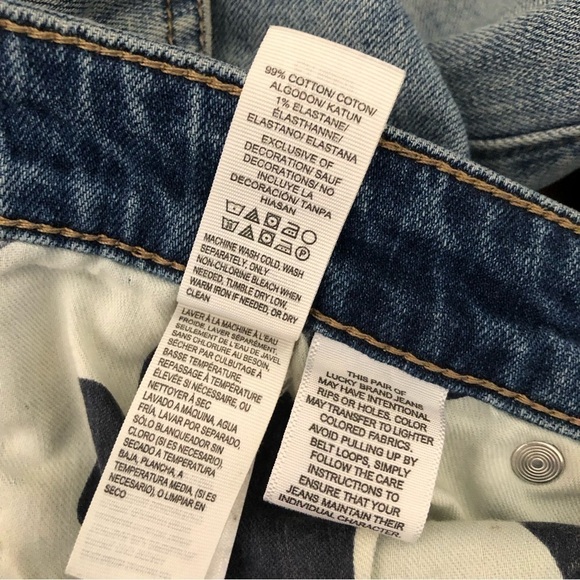 99% COTTON/ COTON/
ALGODÓN/ KATUN
1% ELASTANE/
ÉLASTHANNE/
ELASTANO/ ELASTANA
EXCLUSIVE OF
DECORATION/ SAUF
DECORATIONS/ NO
INCLUYE LA
DECORACIÓN/ TANPA
HIASAN
MACHINE WASH COLD, WASH
SEPARATELY. ONLY
NON-CHLORINE BLEACH WHEN
NEEDED. TUMBLE DRY LOW,
WARM IRON IF NEEDED, OR DRY
CLEAN
LAVER À LA MACHINE À L'EAU
FROIDE, LAVER SÉPARÉMENT.
SEULEMENT DE L'EAU DE JAVEL
SANS CHLORURE AU BESOIN,
SÉCHER PAR CULBUTAGE À
BASSE TEMPÉRATURE.
REPASSAGE À TEMPÉRATURE
ÉLEVÉE SI NÉCESSAIRE, OU
NETTOYER À SEC
LAVADO A MÁQUINA, AGUA
FRÍA, LAVAR POR SEPARADO,
SÓLO BLANQUEADOR SIN
CLORO (SI ES NECESARIO).
SECADO A TEMPERATURA
BAJA, PLANCHA, A
TEMPERATURA MEDIA, (SI ES
NECESARIO), O LIMPIAR EN
SECO
THIS PAIR OF
LUCKY BRAND JEANS
MAY HAVE INTENTIONAL
RIPS OR HOLES. COLOR
MAY TRANSFER TO LIGHTER
COLORED FABRICS.
AVOID PULLING UP BY
BELT LOOPS, SIMPLY
FOLLOW THE CARE
INSTRUCTIONS TO
ENSURE THAT YOUR
JEANS MAINTAIN THEIR
INDIVIDUAL CHARACTER.